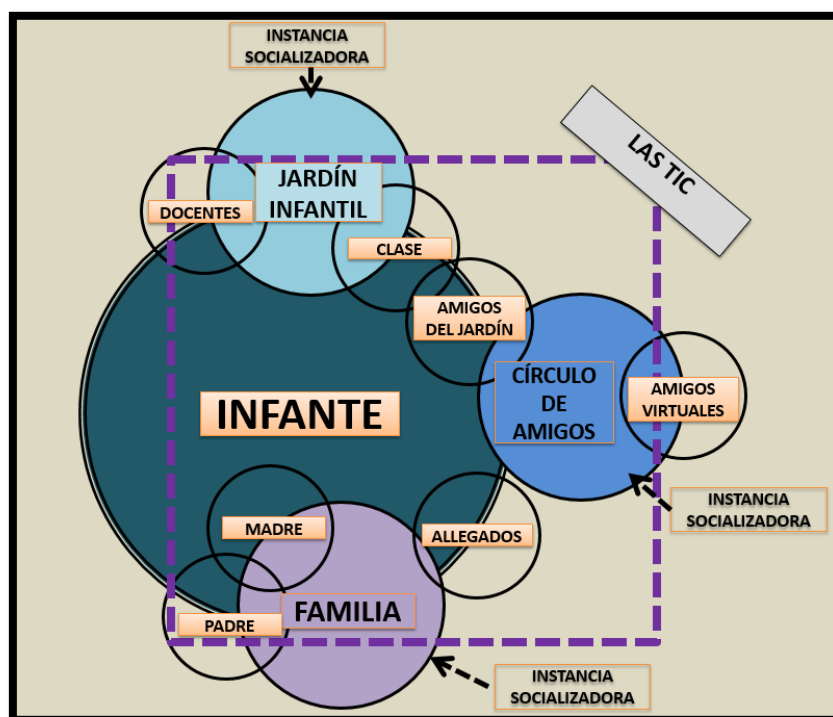 INSTANCIA
SOCIALIZADORA
LAS TIC
JARDÍN
INFANTIL
DOCENTES
CLASE
AMIGOS
DEL JARDÍN
CÍRCULO
DE
AMIGOS
AMIGOS
VIRTUALES
INFANTE
INSTANCIA
SOCIALIZADORA
MADRE
ALLEGADOS
FAMILIA
PADRE
INSTANCIA
SOCIALIZADORA